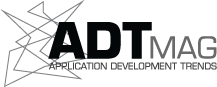 ADTMAG
APPLICATION DEVELOPMENT TRENDS